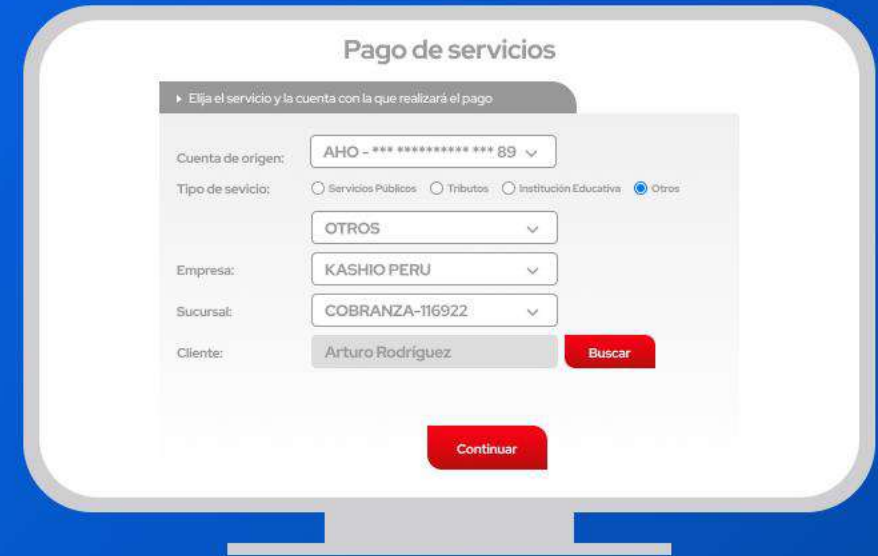 Pago de servicios
Elija el servicio y la cuenta con la que realizará el pago
Cuenta de origen: AHO - *** ********** *** 89
Tipo de sevicio: Servicios Públicos Tributos Institución Educativa Otros
OTROS
Empresa: KASHIO PERU
Sucursal: COBRANZA-116922
Cliente: Arturo Rodríguez Buscar
Continuar